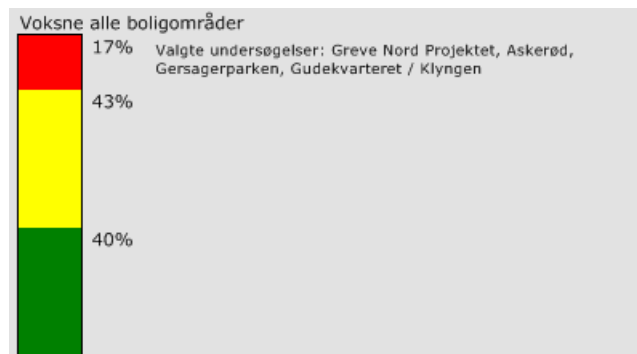 Voksne alle boligområder
17%
Valgte undersøgelser: Greve Nord Projektet, Askerød,
Gersagerparken, Gudekvarteret / Klyngen
43%
40%